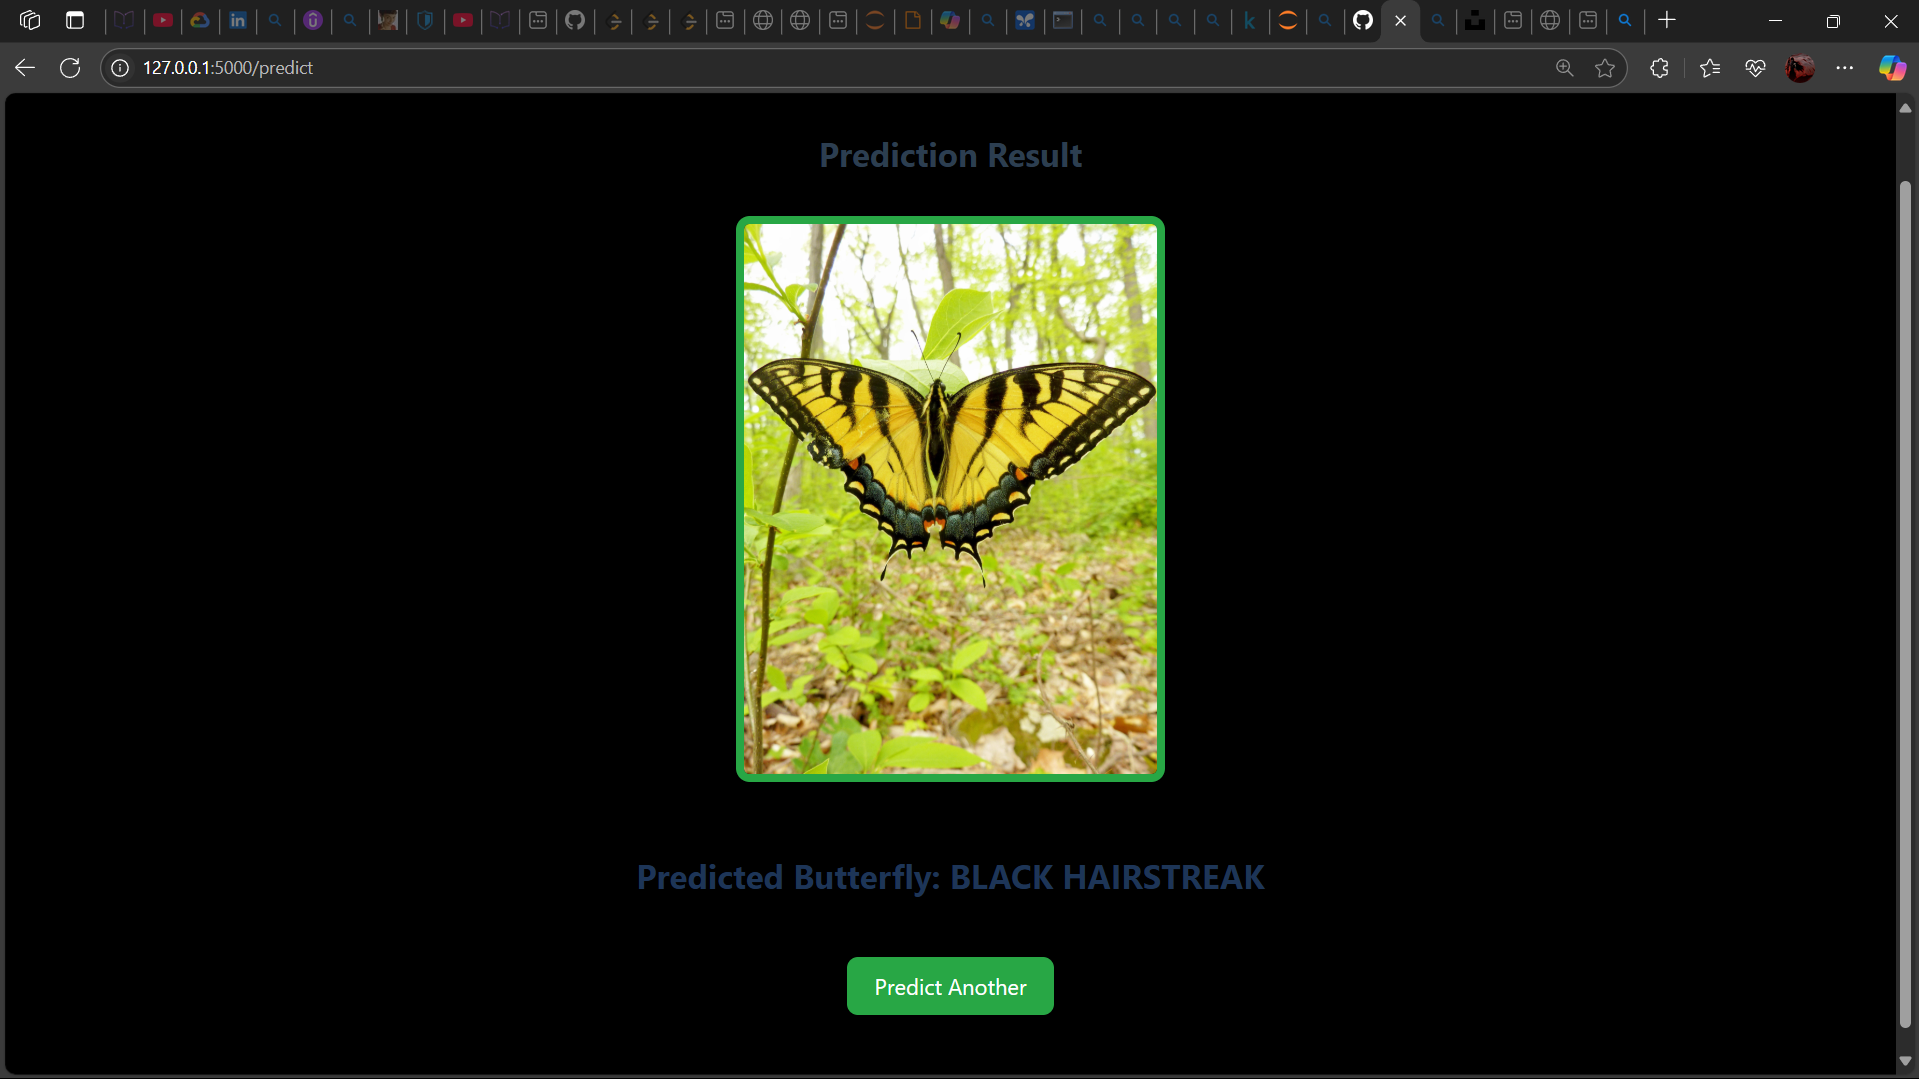 127.0.0.1:5000/predict
Prediction Result
Predicted Butterfly: BLACK HAIRSTREAK
Predict Another